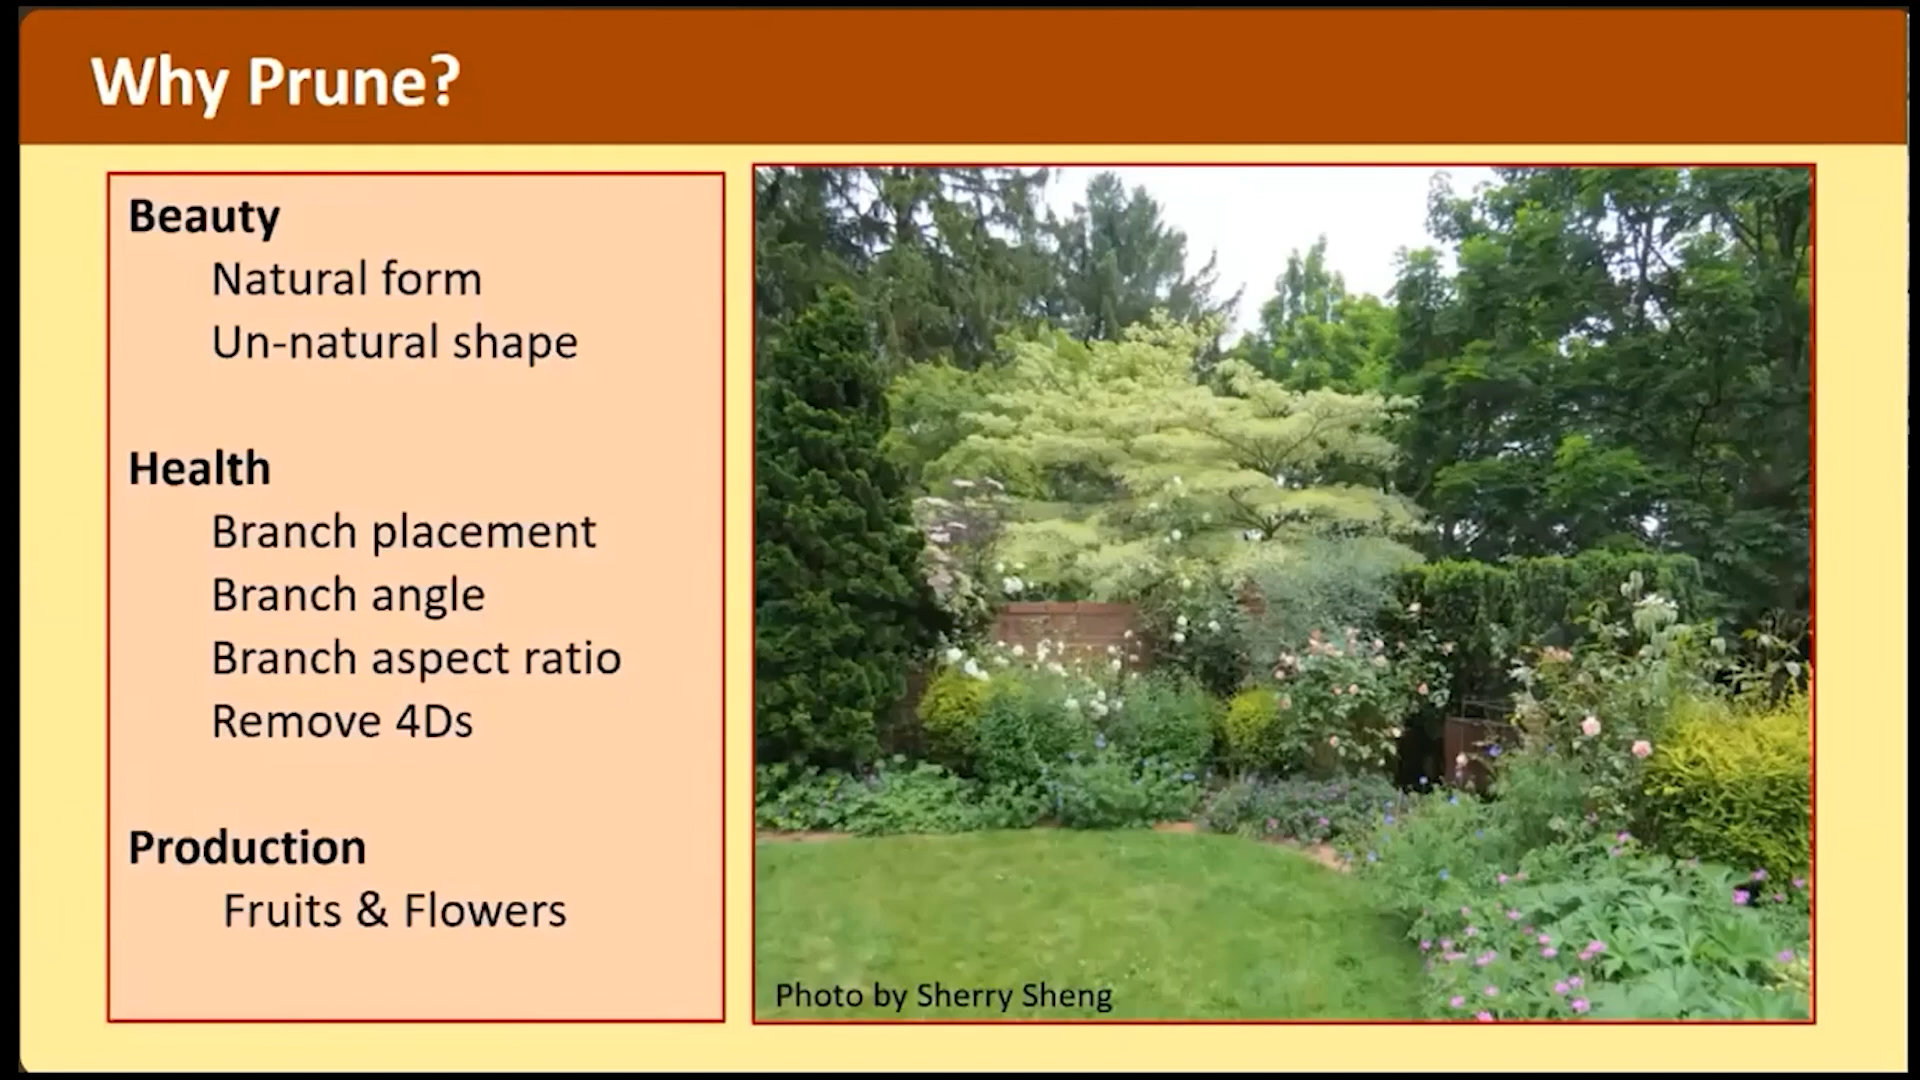 Why Prune?
Beauty
Natural form
Un-natural shape
Health
Branch placement
Branch angle
Branch aspect ratio
Remove 4Ds
Production
Fruits & Flowers
Photo by Sherry Sheng